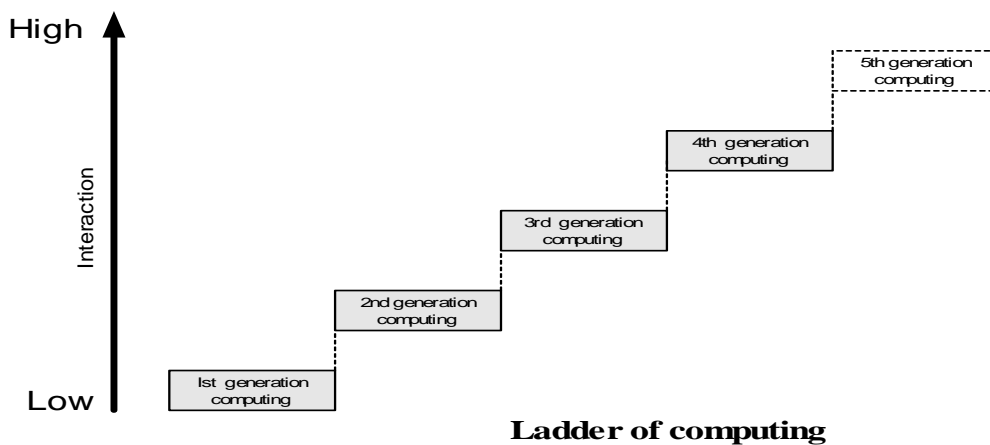 High
5th generation
computing
4th generation
computing
3rd generation
computing
Interaction
2nd generation
computing
1st generation
computing
Low
Ladder of computing